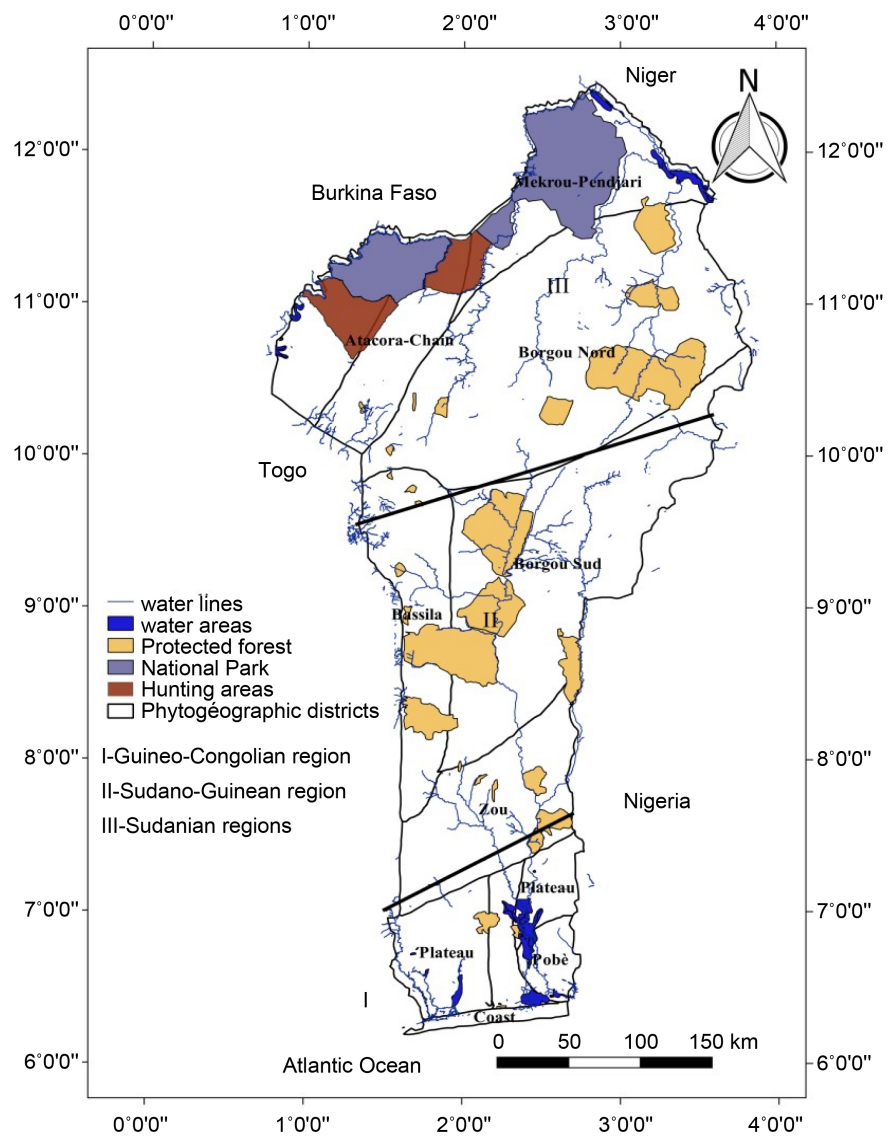 0°0'0"
1°0'0"
2°0'0"
3°0'0"
4°0'0"
Niger
N
12°0'0"
12°0'0"
Mekrou-Pendjari
Burkina Faso
III
11°0'0"
11°0'0"
Atacora-Chain
Borgou Nord
10°0'0"
10°0'0"
Togo
Borgou Sud
9°0'0"
9°0'0"
water lines
water areas
Protected forest
National Park
Hunting areas
Phytogéographic districts
Bassila
II
8°0'0"
8°0'0"
I-Guineo-Congolian region
II-Sudano-Guinean region
III-Sudanian regions
Zou
Nigeria
7°0'0"
7°0'0"
Plateau
Plateau
Pobè
I
Coast
6°0'0"
6°0'0"
Atlantic Ocean
0 50 100 150 km
0°0'0"
1°0'0"
2°0'0"
3°0'0"
4°0'0"